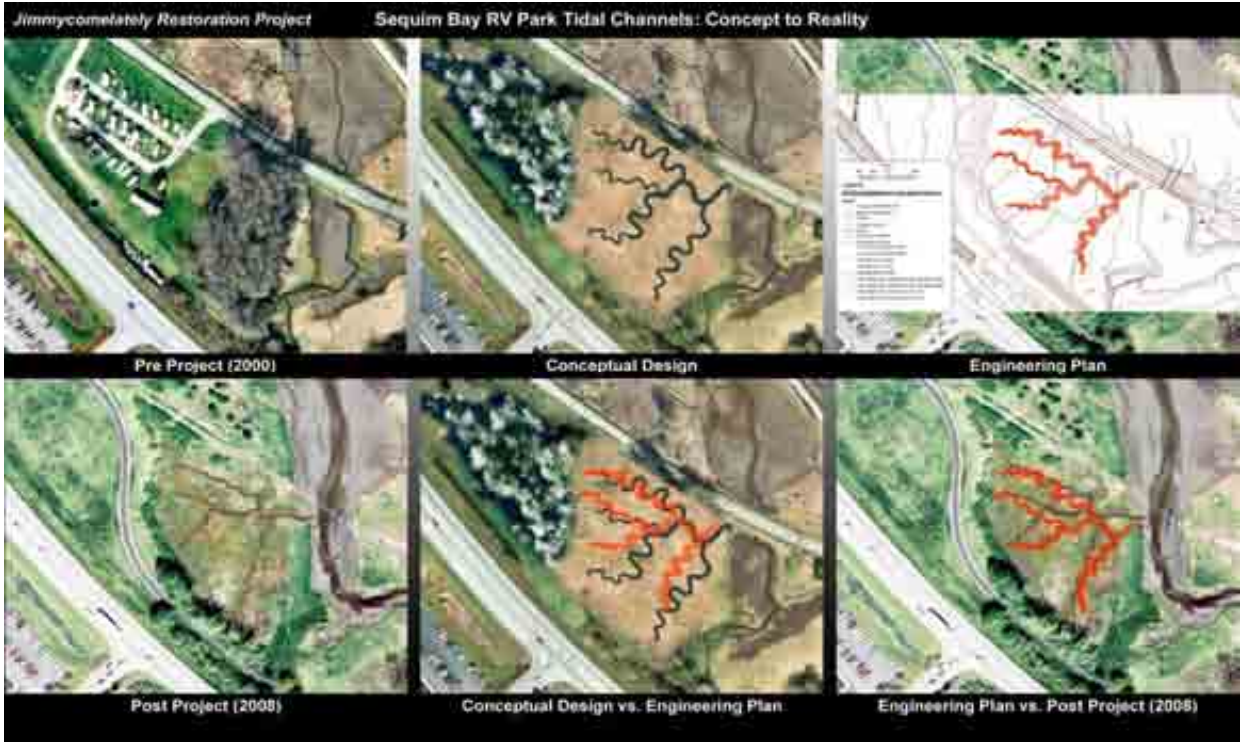 Jimmycomelately Restoration Project
Sequim Bay RV Park Tidal Channels: Concept to Reality
Pre Project (2000)
Conceptual Design
Engineering Plan
Post Project (2008)
Conceptual Design vs. Engineering Plan
Engineering Plan vs. Post Project (2008)